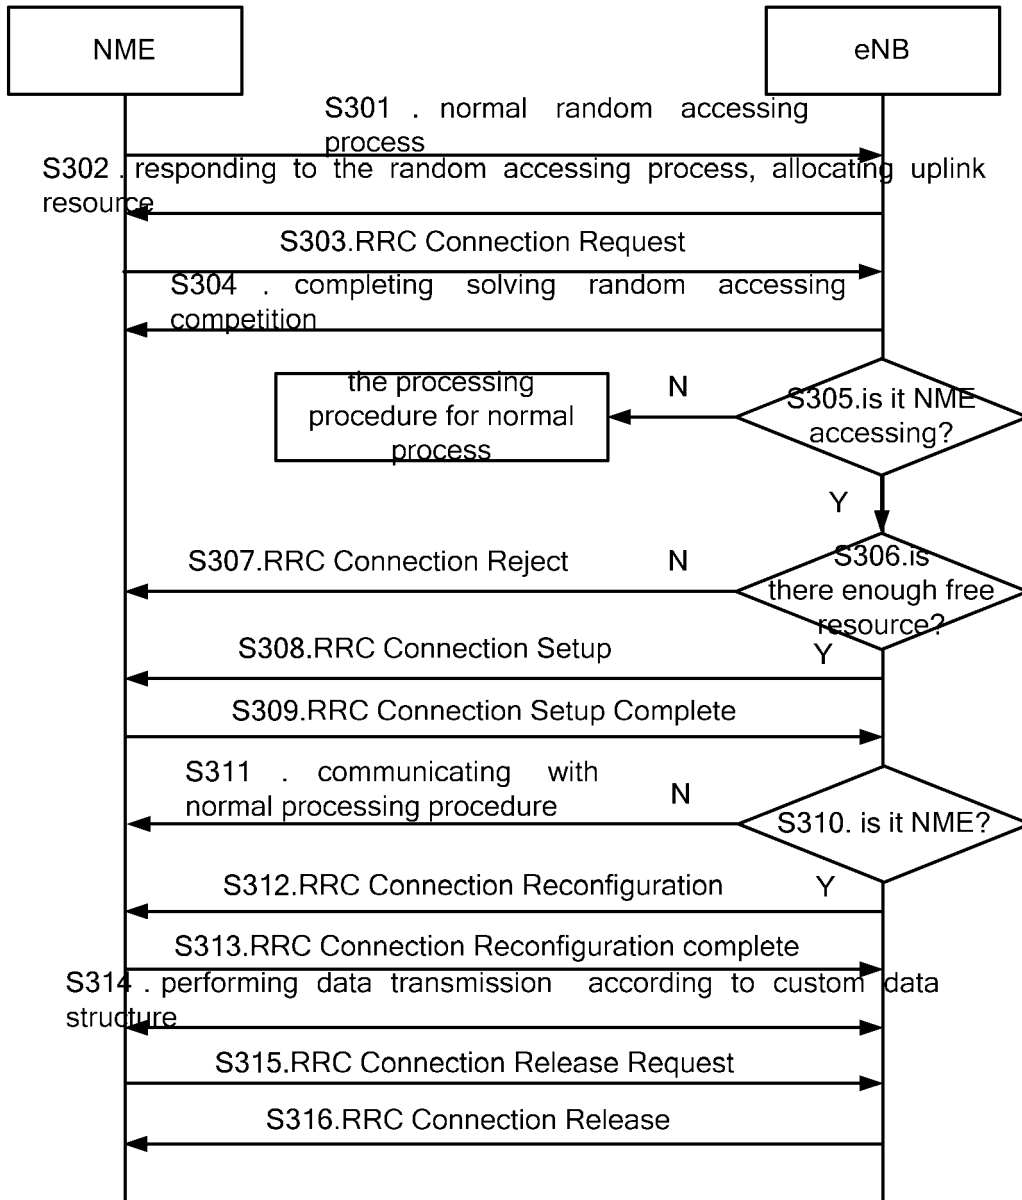 NME
eNB
S301 . normal random accessing
process
S302 . responding to the random accessing process, allocating uplink
resource
S303.RRC Connection Request
S304 . completing solving random accessing
competition
the processing
procedure for normal
process
N
S305.is it NME
accessing?
Y
S307.RRC Connection Reject
N
S306.is
there enough free
resource?
S308.RRC Connection Setup
Y
S309.RRC Connection Setup Complete
S311 . communicating with
normal processing procedure
N
S310. is it NME?
S312.RRC Connection Reconfiguration
Y
S313.RRC Connection Reconfiguration complete
S314 . performing data transmission according to custom data
structure
S315.RRC Connection Release Request
S316.RRC Connection Release